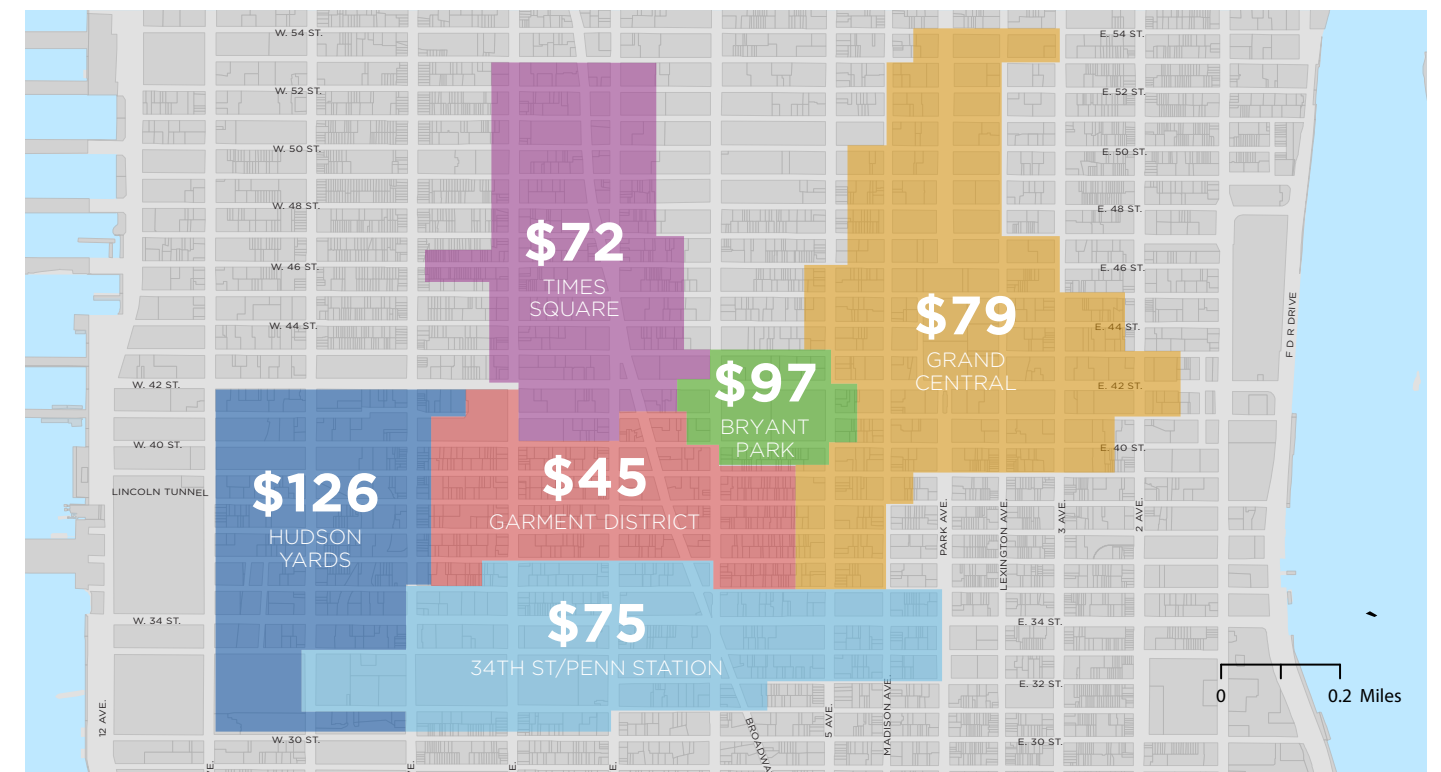 W. 54 ST.
E. 54 ST.
W. 52 ST.
E. 52 ST.
W. 50 ST.
E. 50 ST.
W. 48 ST.
E. 48 ST.
$72
TIMES
SQUARE
W. 46 ST.
E. 46 ST.
$79
GRAND
CENTRAL
W. 44 ST.
E. 44 ST.
F D R DRIVE
W. 42 ST.
E. 42 ST.
$97
BRYANT
PARK
W. 40 ST.
E. 40 ST.
$126
HUDSON
YARDS
$45
GARMENT DISTRICT
LINCOLN TUNNEL
PARK AVE.
LEXINGTON AVE.
3 AVE.
2 AVE.
$75
34TH ST/PENN STATION
W. 34 ST.
E. 34 ST.
E. 32 ST.
0
0.2 Miles
12 AVE.
5 AVE.
MADISON AVE.
BROADWA
W. 30 ST.
E. 30 ST.
E.
E.
E.
E.